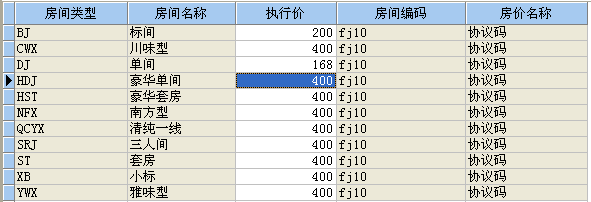 房间类型 房间名称 执行价 房间编码 房价名称
BJ 标间 200 fj10 协议码
CWX 川味型 400 fj10 协议码
DJ 单间 168 fj10 协议码
HDJ 豪华单间 400 fj10 协议码
HST 豪华套房 400 fj10 协议码
NFX 南方型 400 fj10 协议码
QCYX 清纯一线 400 fj10 协议码
SRJ 三人间 400 fj10 协议码
ST 套房 400 fj10 协议码
XB 小标 400 fj10 协议码
YWX 雅味型 400 fj10 协议码